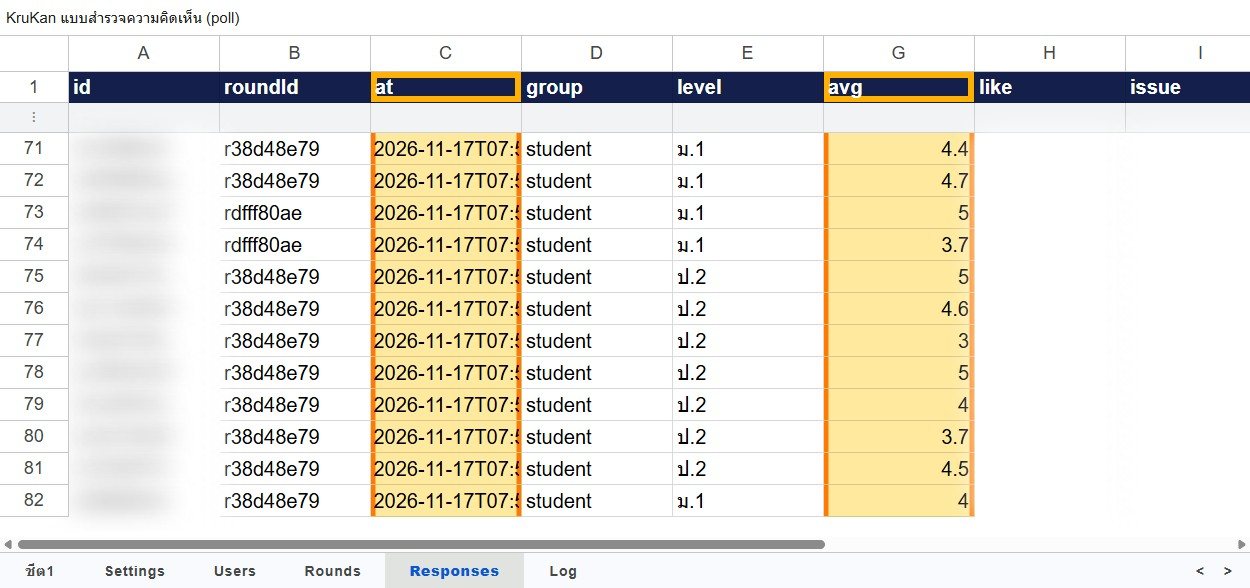 KruKan แบบสำรวจความคิดเห็น (poll)
A B C D E G H I
1 id roundId at group level avg like issue
71 r38d48e79 2026-11-17T07:5 student ม.1 4.4
72 r38d48e79 2026-11-17T07:5 student ม.1 4.7
73 rdfff80ae 2026-11-17T07:5 student ม.1 5
74 rdfff80ae 2026-11-17T07:5 student ม.1 3.7
75 r38d48e79 2026-11-17T07:5 student ป.2 5
76 r38d48e79 2026-11-17T07:5 student ป.2 4.6
77 r38d48e79 2026-11-17T07:5 student ป.2 3
78 r38d48e79 2026-11-17T07:5 student ป.2 5
79 r38d48e79 2026-11-17T07:5 student ป.2 4
80 r38d48e79 2026-11-17T07:5 student ป.2 3.7
81 r38d48e79 2026-11-17T07:5 student ป.2 4.5
82 r38d48e79 2026-11-17T07:5 student ม.1 4
ชีต1 Settings Users Rounds Responses Log < >